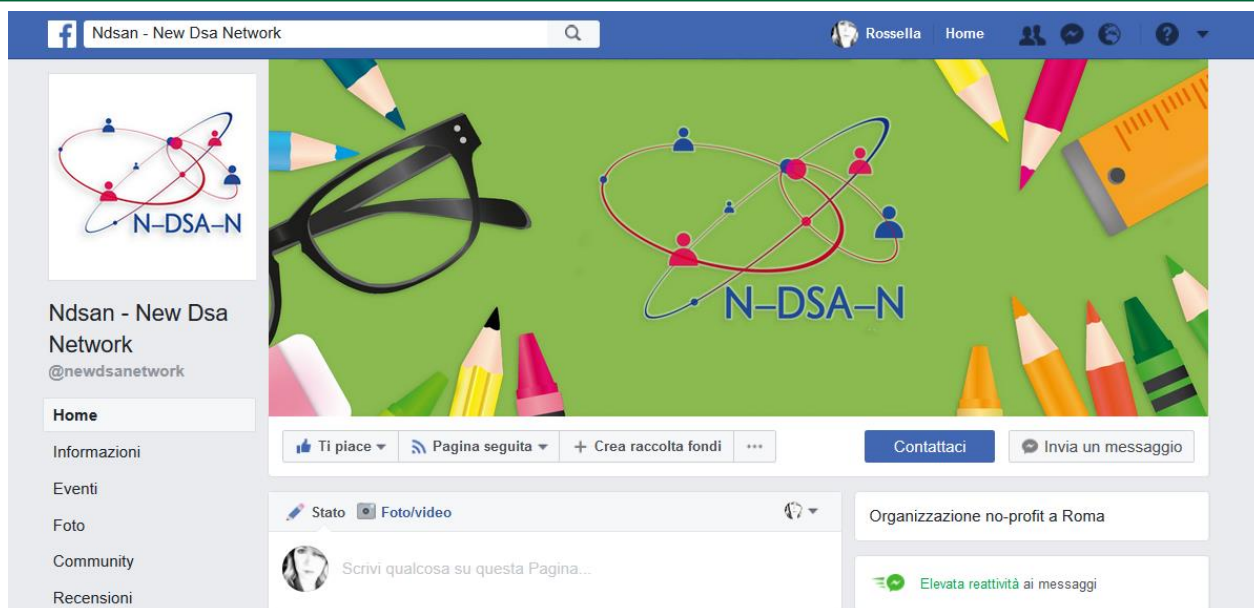 Ndsan - New Dsa Network
Rossella
Home
N–DSA–N
N–DSA–N
Ndsan - New Dsa
Network
@newdsanetwork
Home
Informazioni
Eventi
Foto
Community
Recensioni
Ti piace
Pagina seguita
+ Crea raccolta fondi
Contattaci
Invia un messaggio
Stato
Foto/video
Scrivi qualcosa su questa Pagina...
Organizzazione no-profit a Roma
Elevata reattività ai messaggi